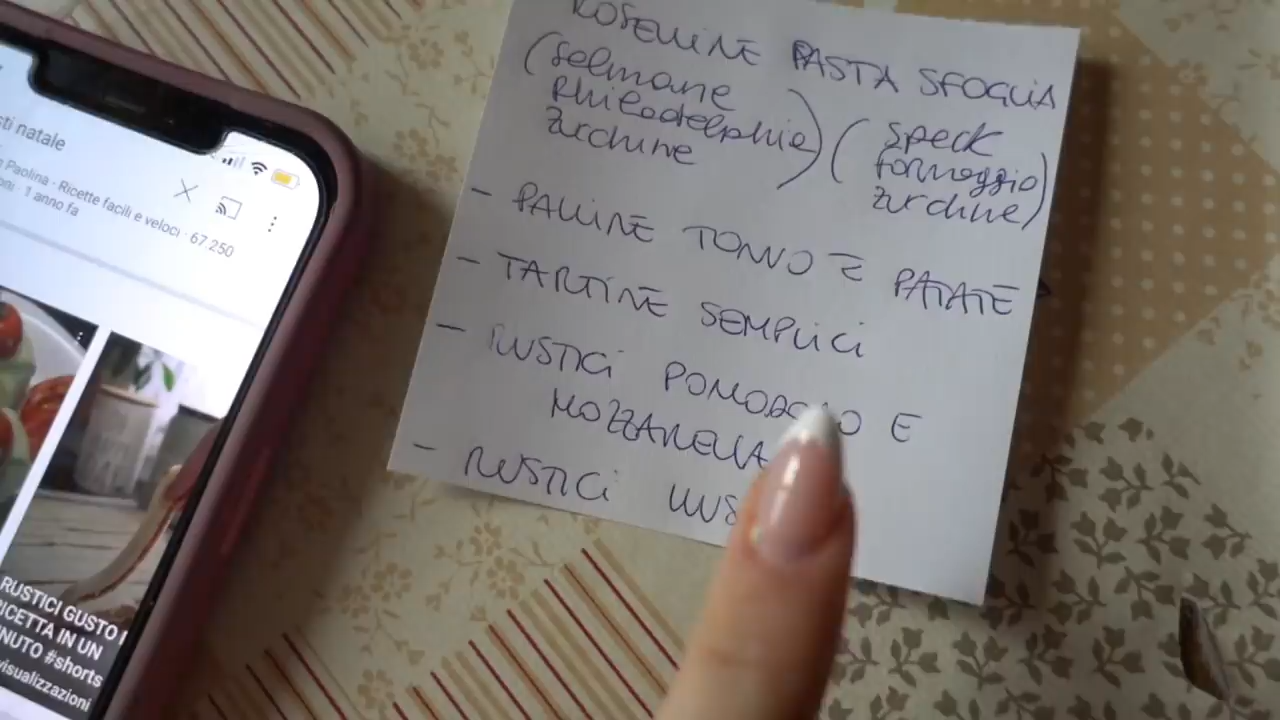 sti natale
Paolina · Ricette facili e veloci · 67.250
oni · 1 anno fa
RUSTICI GUSTO
RICETTA IN UN
NUTO #shorts
visualizzazioni
ROSELLINE PASTA SFOGLIA
(Salmone
Philadelphia
zucchine)
(Speck
formaggio
zucchine)
- PALLINE TONNO E PATATE
- TARTINE SEMPLICI
- RUSTICI POMODORO E
MOZZARELLA
- RUSTICI